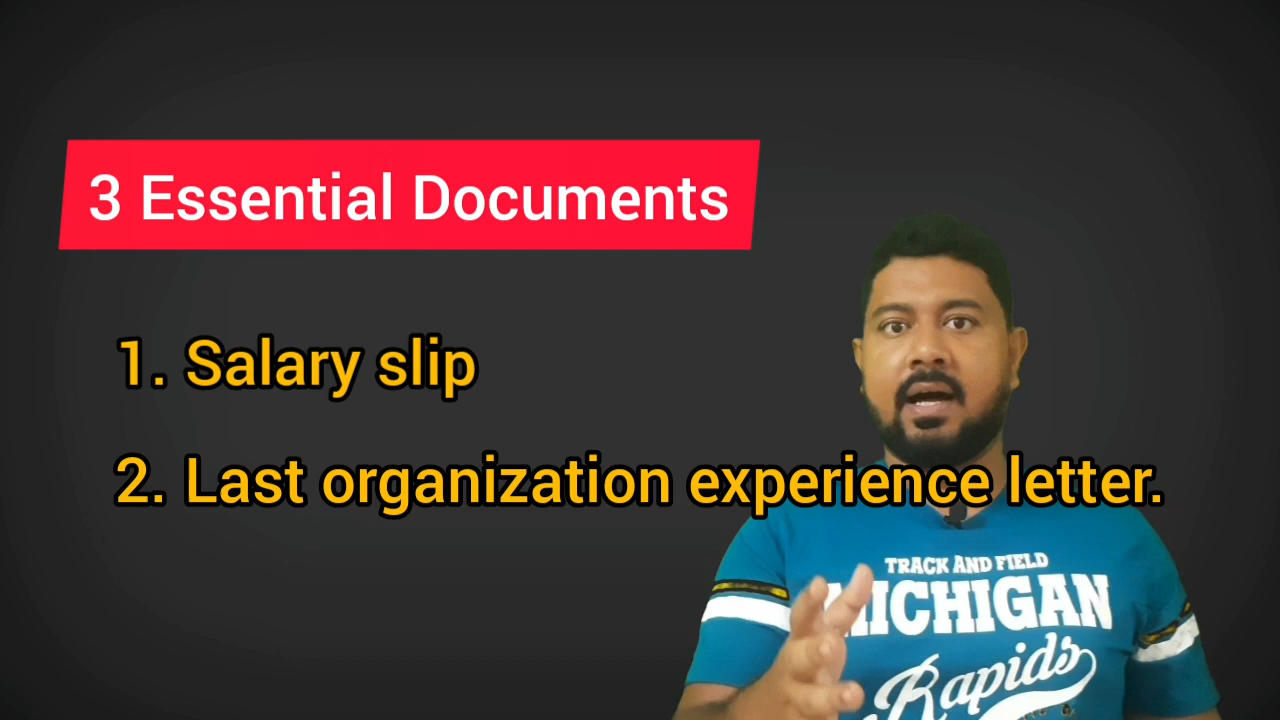 3 Essential Documents
1. Salary slip
2. Last organization experience letter.
TRACK AND FIELD
MICHIGAN
Rapids